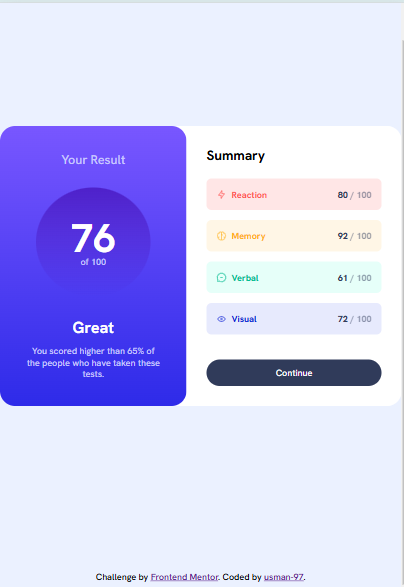 Your Result
76
of 100
Great
You scored higher than 65% of
the people who have taken these
tests.
Summary
Reaction 80 / 100
Memory 92 / 100
Verbal 61 / 100
Visual 72 / 100
Continue
Challenge by Frontend Mentor. Coded by usman-97.